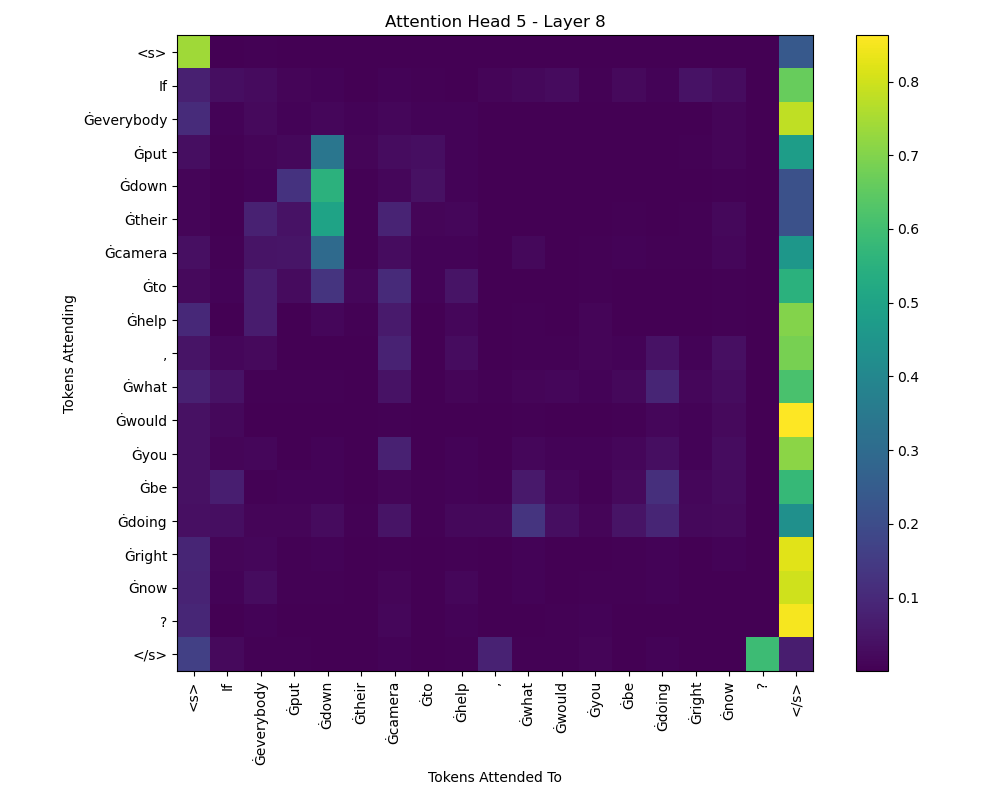 Attention Head 5 - Layer 8
Tokens Attending
<s>
If
Ġeverybody
Ġput
Ġdown
Ġtheir
Ġcamera
Ġto
Ġhelp
,
Ġwhat
Ġwould
Ġyou
Ġbe
Ġdoing
Ġright
Ġnow
?
</s>
<s>
If
Ġeverybody
Ġput
Ġdown
Ġtheir
Ġcamera
Ġto
Ġhelp
,
Ġwhat
Ġwould
Ġyou
Ġbe
Ġdoing
Ġright
Ġnow
?
</s>
Tokens Attended To
0.8
0.7
0.6
0.5
0.4
0.3
0.2
0.1